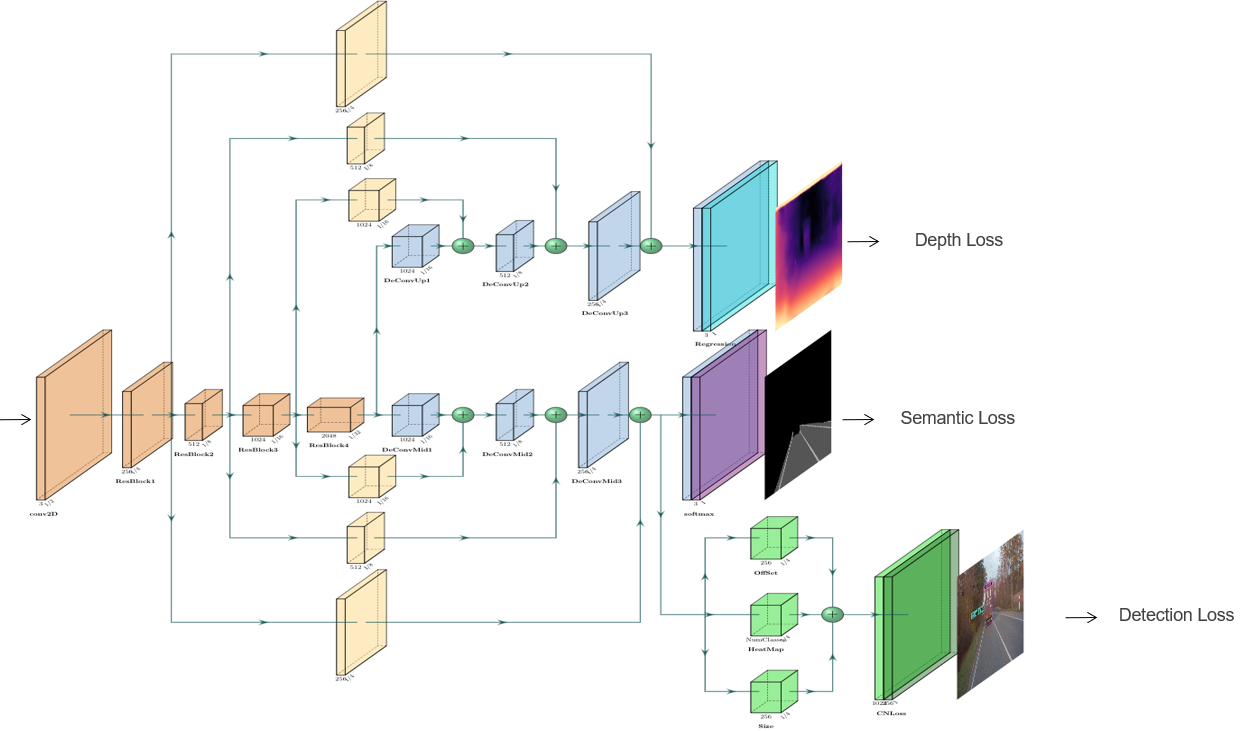 256 1/4
512 1/8
1024 1/16
1024 1/16
DeConvUp1
512 1/8
DeConvUp2
256 1/4
DeConvUp3
3 1
Regression
Depth Loss
3 1/2
conv2D
256 1/4
ResBlock1
512 1/8
ResBlock2
1024 1/16
ResBlock3
2048 1/32
ResBlock4
1024 1/16
DeConvMid1
512 1/8
DeConvMid2
256 1/4
DeConvMid3
3 1
softmax
Semantic Loss
1024 1/16
512 1/8
256 1/4
256 1/4
OffSet
NumClasses
HeatMap
256 1/4
Size
CNLoss
Detection Loss